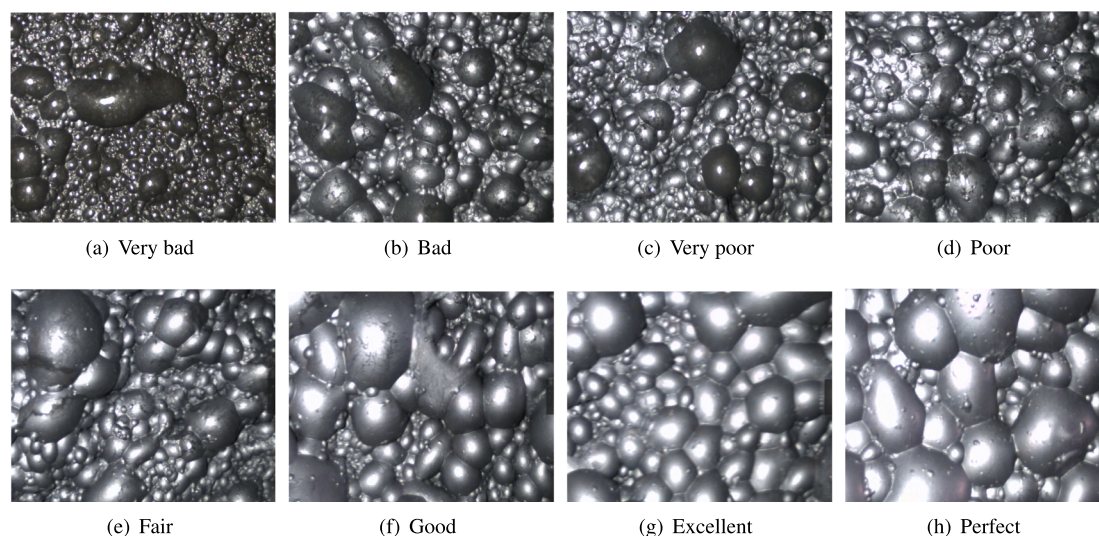 (a) Very bad
(b) Bad
(c) Very poor
(d) Poor
(e) Fair
(f) Good
(g) Excellent
(h) Perfect